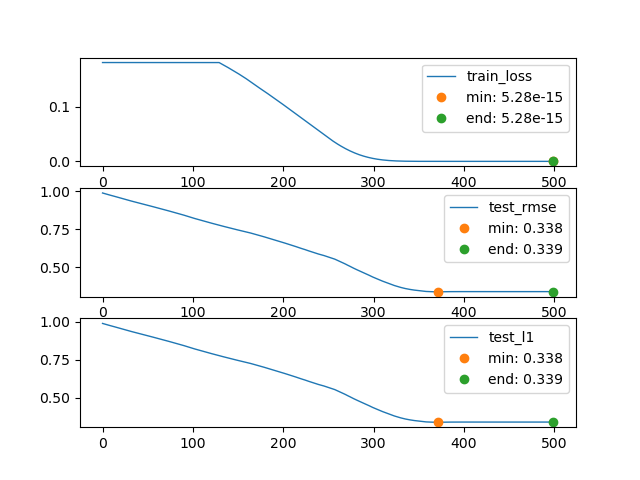 0.1
0.0
train_loss
min: 5.28e-15
end: 5.28e-15
0 100 200 300 400 500
1.00
0.75
0.50
test_rmse
min: 0.338
end: 0.339
0 100 200 300 400 500
1.00
0.75
0.50
test_l1
min: 0.338
end: 0.339
0 100 200 300 400 500